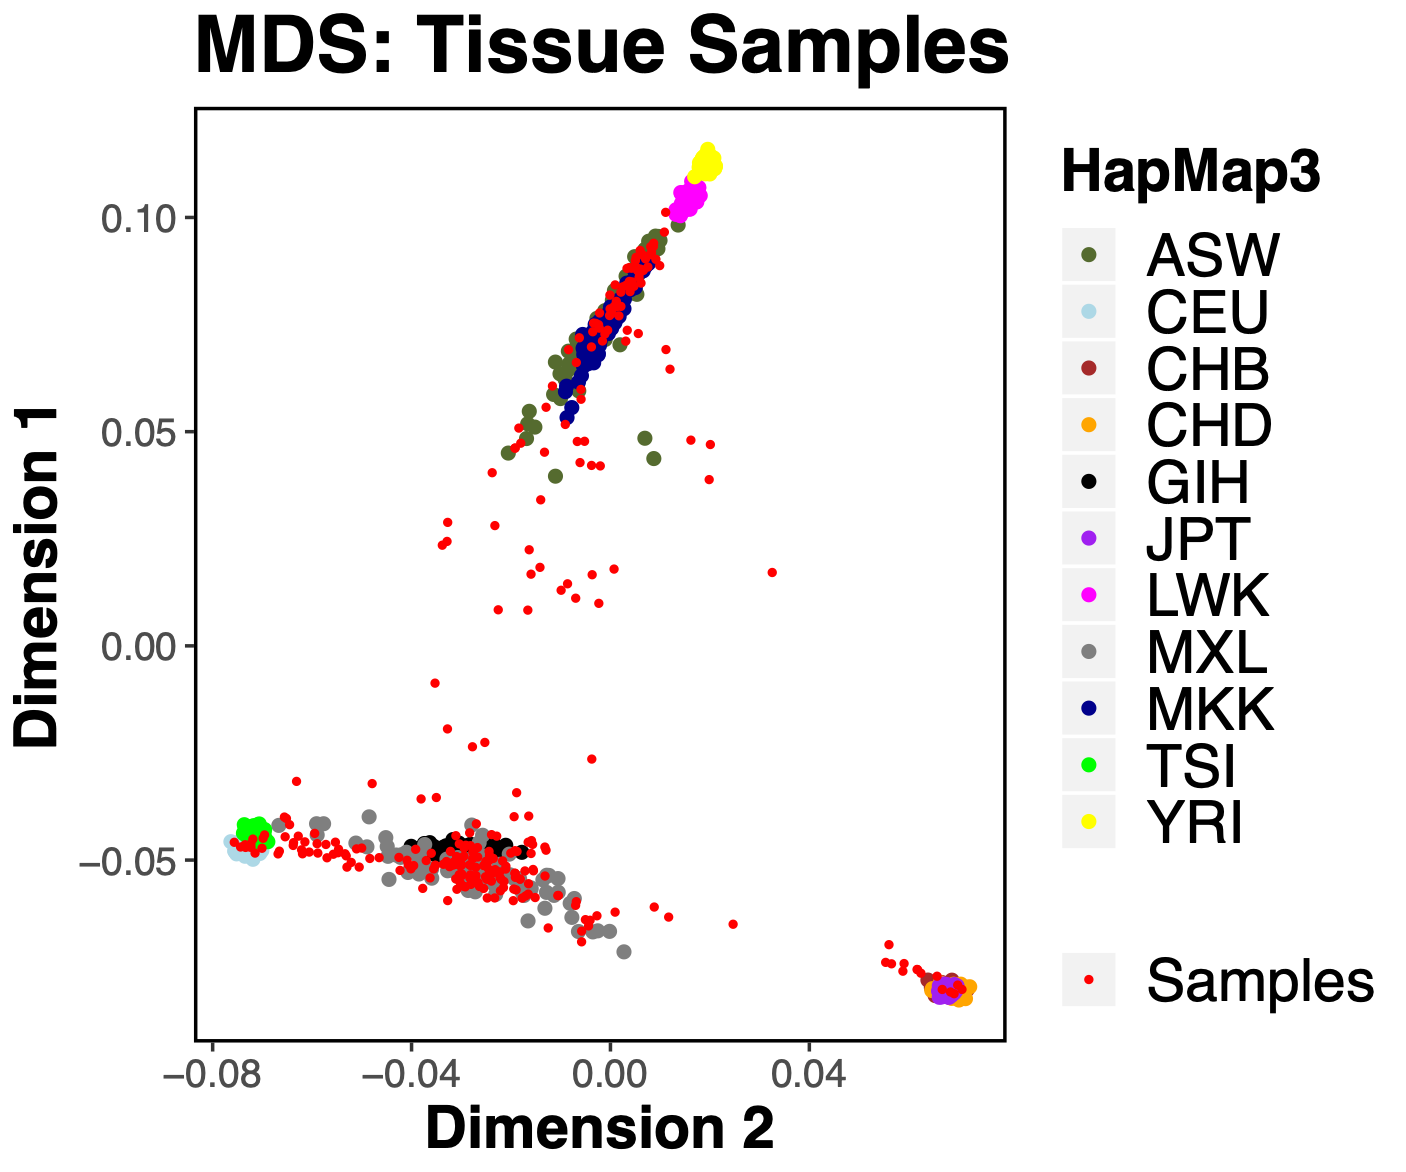 MDS: Tissue Samples
Dimension 1
0.10
0.05
0.00
−0.05
−0.08
−0.04
0.00
0.04
Dimension 2
HapMap3
ASW
CEU
CHB
CHD
GIH
JPT
LWK
MXL
MKK
TSI
YRI
Samples